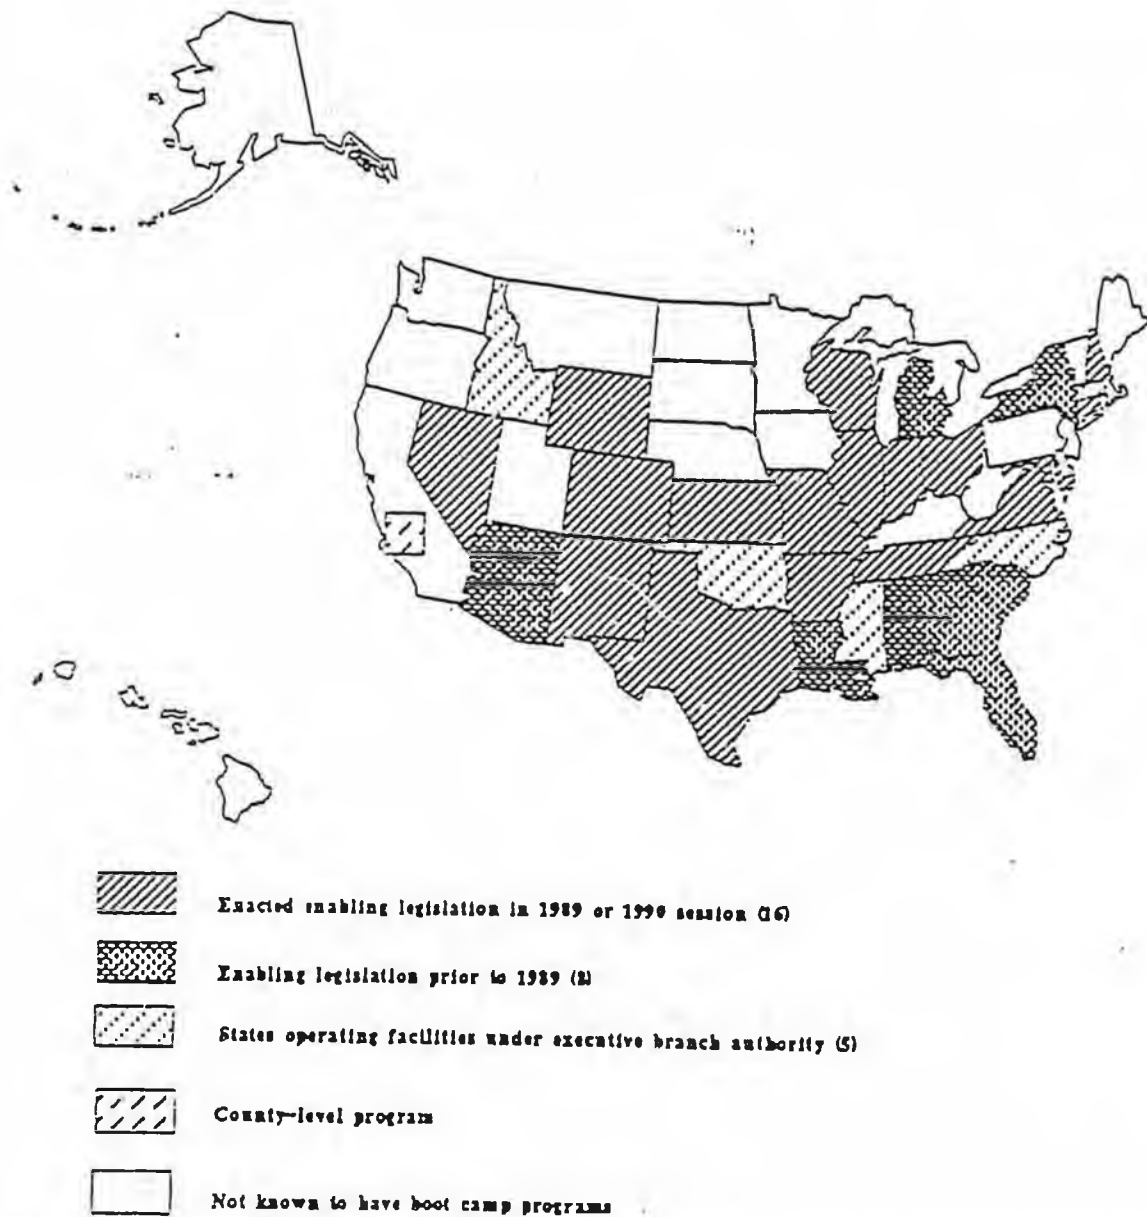 Enacted enabling legislation in 1989 or 1990 session (16)
Enabling legislation prior to 1989 (8)
States operating facilities under executive branch authority (5)
County-level program
Not known to have boot camp programs